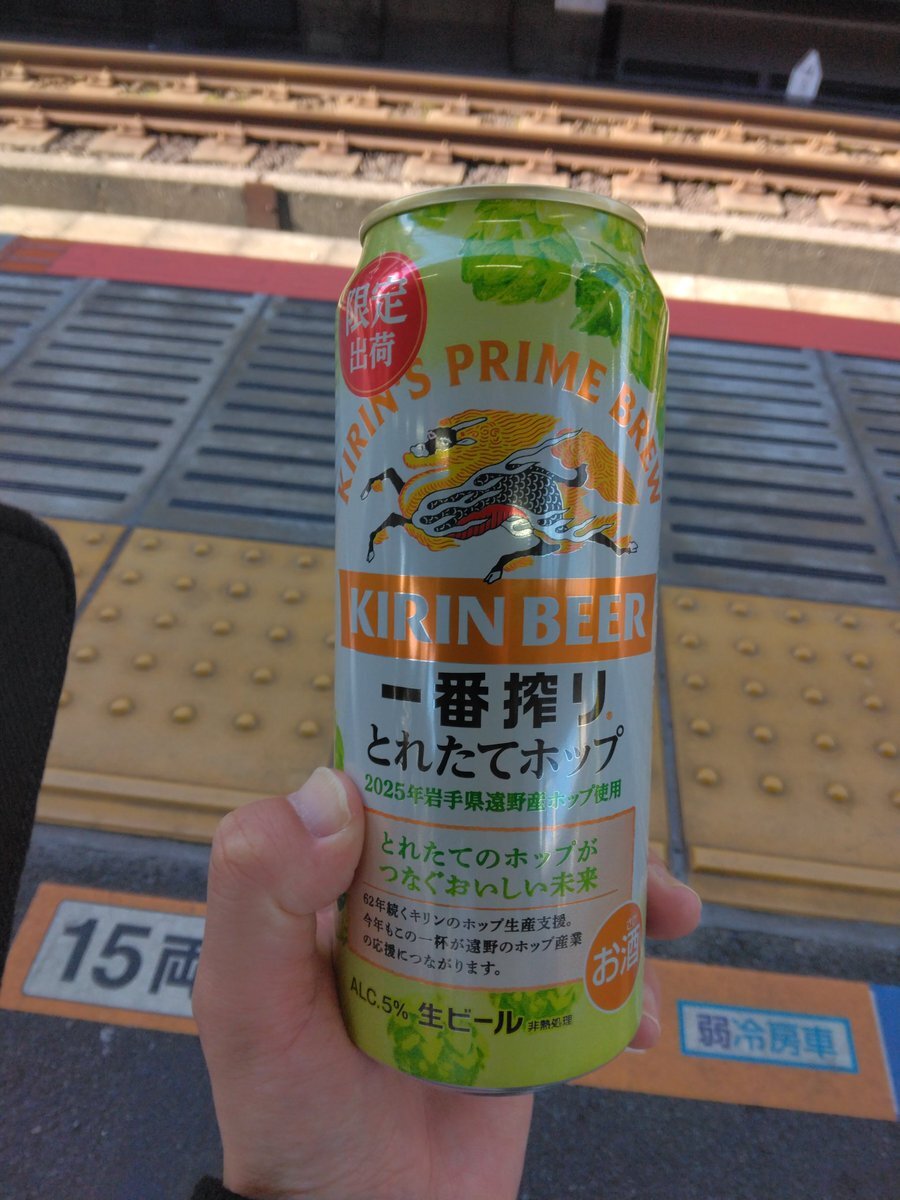 限定
出荷
KIRIN'S PRIME BREW
KIRIN BEER
一番搾り
とれたてホップ
2025年岩手県遠野産ホップ使用
とれたてのホップが
つなぐおいしい未来
62年続くキリンのホップ生産支援。
今年もこの一杯が遠野のホップ産業
の応援につながります。
お酒
ALC.5% 生ビール 非熱処理
15両
弱冷房車